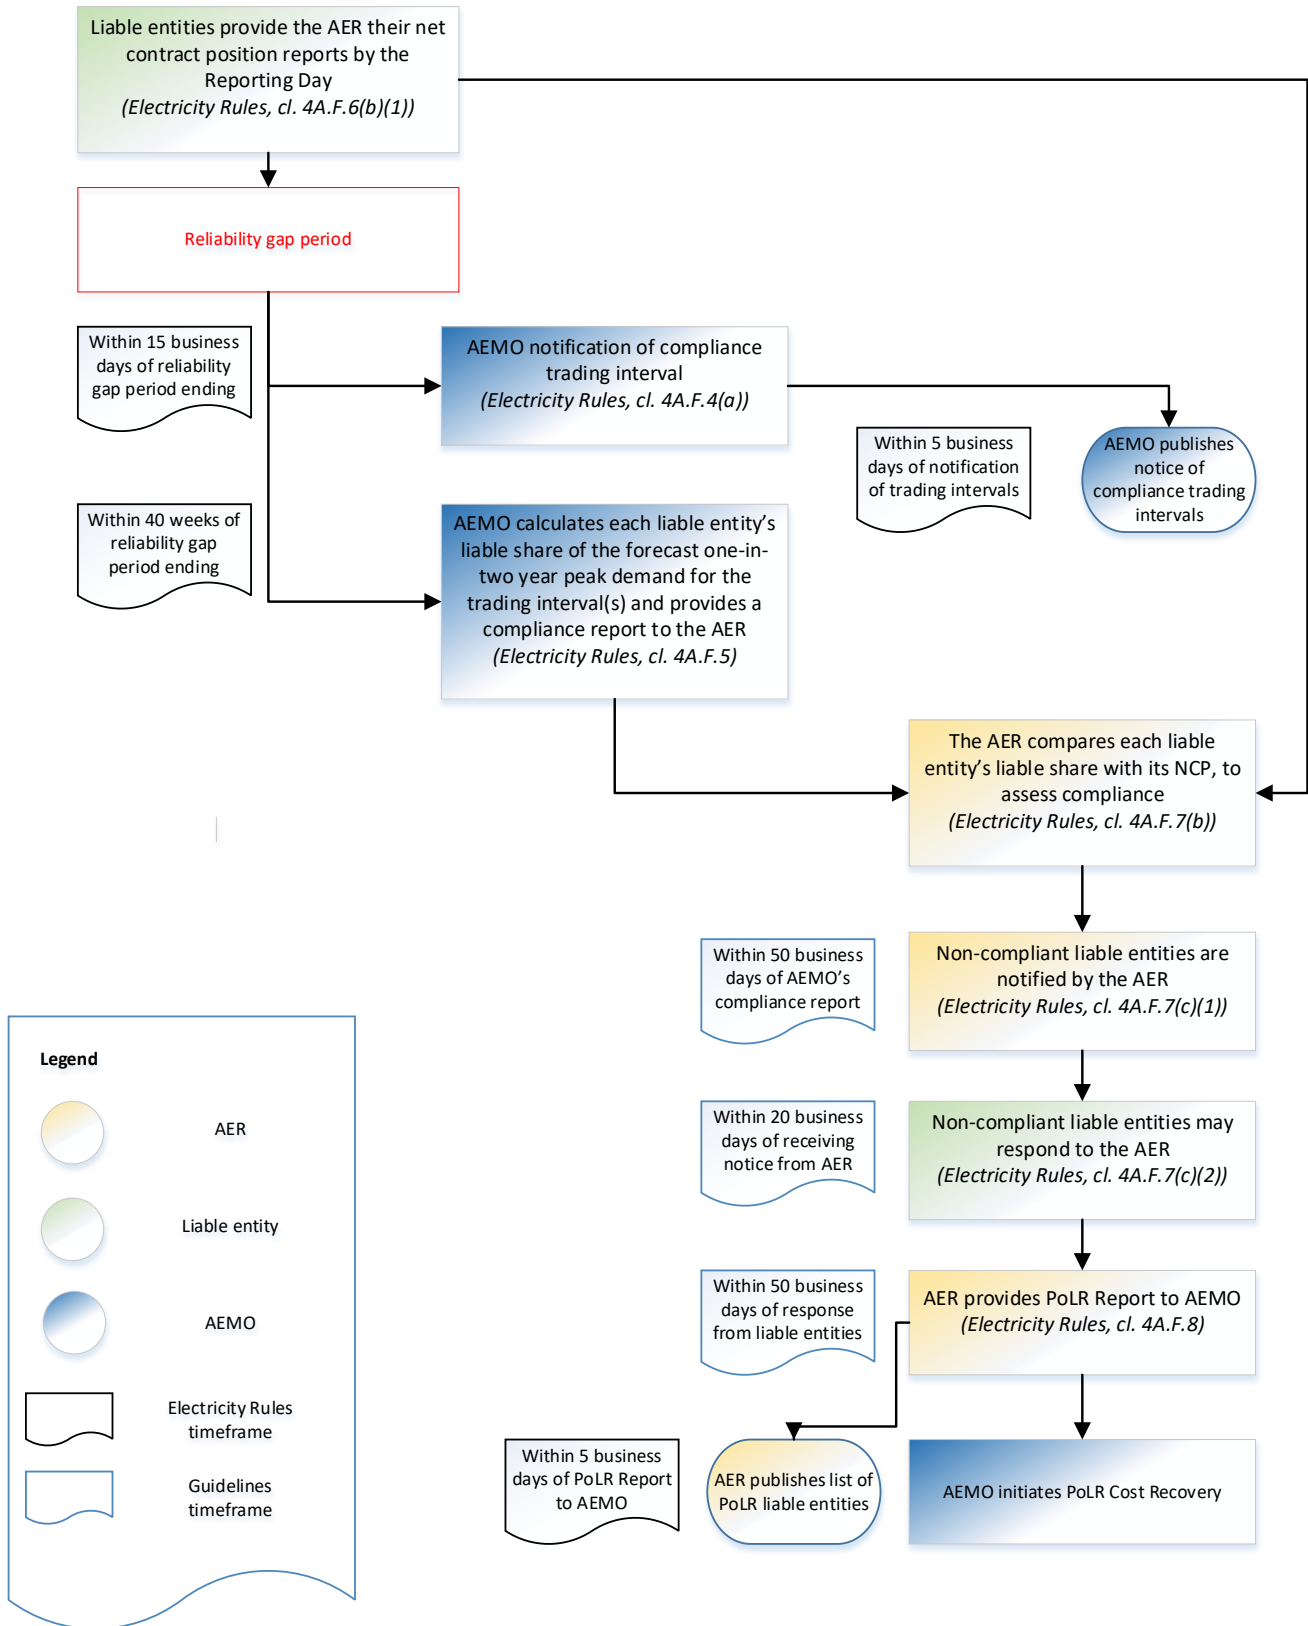 Liable entities provide the AER their net
contract position reports by the
Reporting Day
(Electricity Rules, cl. 4A.F.6(b)(1))
Reliability gap period
Within 15 business
days of reliability
gap period ending
AEMO notification of compliance
trading interval
(Electricity Rules, cl. 4A.F.4(a))
Within 5 business
days of notification
of trading intervals
AEMO publishes
notice of
compliance trading
intervals
Within 40 weeks of
reliability gap
period ending
AEMO calculates each liable entity’s
liable share of the forecast one-in-
two year peak demand for the
trading interval(s) and provides a
compliance report to the AER
(Electricity Rules, cl. 4A.F.5)
The AER compares each liable
entity’s liable share with its NCP, to
assess compliance
(Electricity Rules, cl. 4A.F.7(b))
Within 50 business
days of AEMO’s
compliance report
Non-compliant liable entities are
notified by the AER
(Electricity Rules, cl. 4A.F.7(c)(1))
Within 20 business
days of receiving
notice from AER
Non-compliant liable entities may
respond to the AER
(Electricity Rules, cl. 4A.F.7(c)(2))
Within 50 business
days of response
from liable entities
AER provides PoLR Report to AEMO
(Electricity Rules, cl. 4A.F.8)
Within 5 business
days of PoLR Report
to AEMO
AER publishes list of
PoLR liable entities
AEMO initiates PoLR Cost Recovery
Legend
AER
Liable entity
AEMO
Electricity Rules
timeframe
Guidelines
timeframe